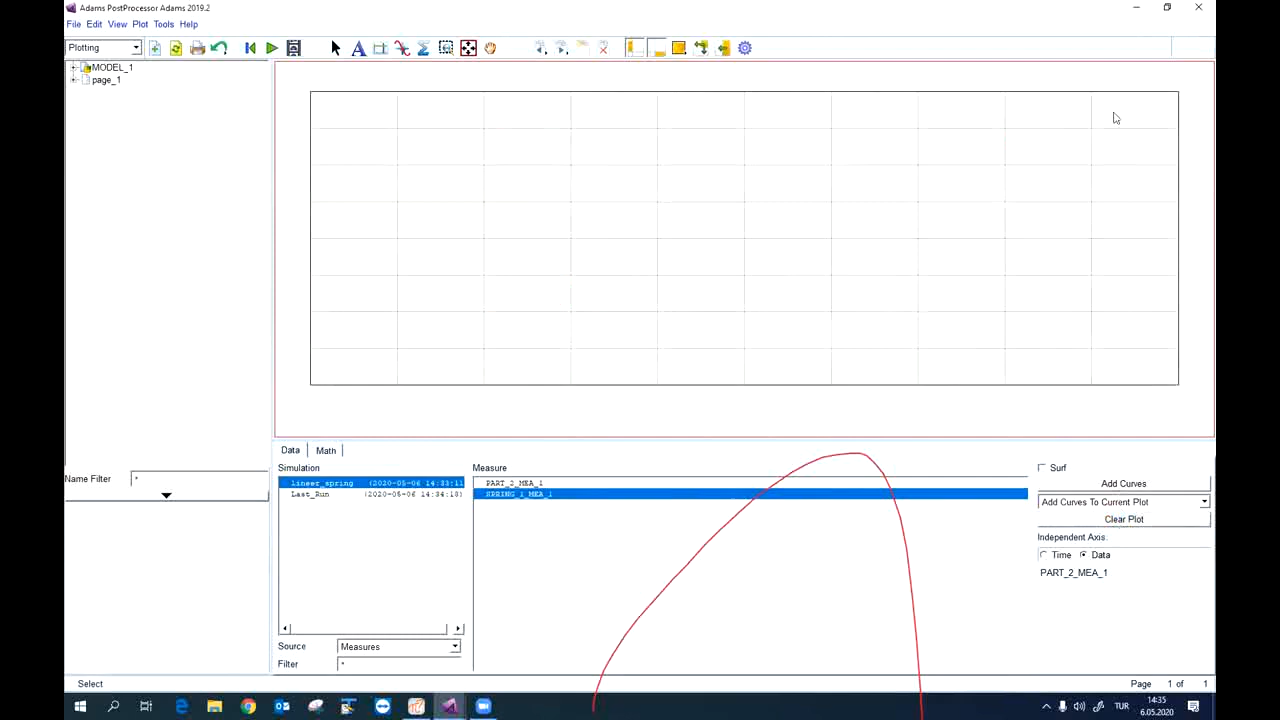 Adams PostProcessor Adams 2019.2
File Edit View Plot Tools Help
Plotting
MODEL_1
page_1
Name Filter *
Data Math
Simulation Measure
lineer_spring (2020-05-06 14:33:11
Last_Run (2020-05-06 14:34:18)
PART_2_MEA_1
SPRING_1_MEA_1
Source Measures
Filter *
Surf
Add Curves
Add Curves To Current Plot
Clear Plot
Independent Axis.
Time Data
PART_2_MEA_1
Select Page 1 of 1
TUR
14:35
6.05.2020